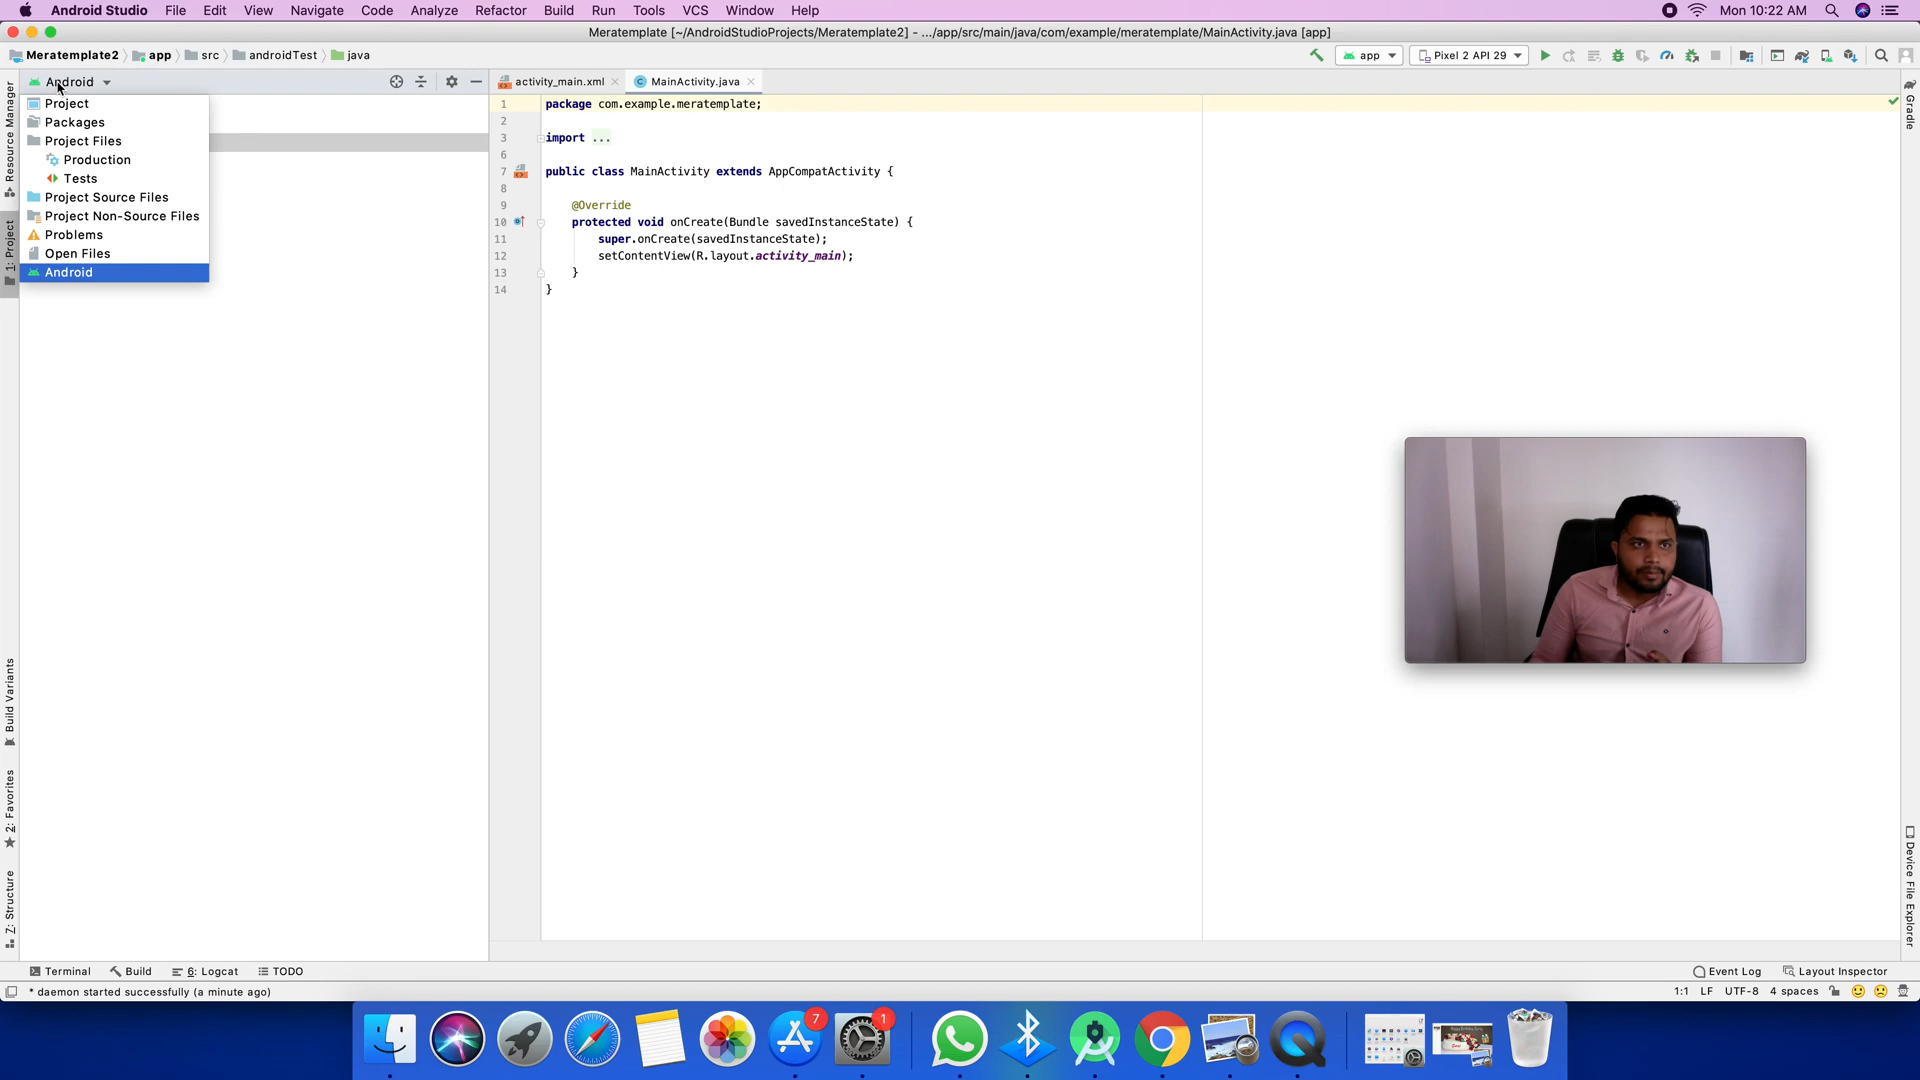 Android Studio File Edit View Navigate Code Analyze Refactor Build Run Tools VCS Window Help Mon 10:22 AM
Meratemplate [~/AndroidStudioProjects/Meratemplate2] - .../app/src/main/java/com/example/meratemplate/MainActivity.java [app]
Meratemplate2 app src androidTest java app Pixel 2 API 29
Android activity_main.xml MainActivity.java
Project
Packages
Project Files
Production
Tests
Project Source Files
Project Non-Source Files
Problems
Open Files
Android
Resource Manager
1: Project
Build Variants
2: Favorites
7: Structure
1 package com.example.meratemplate;
2
3 import ...
6
7 public class MainActivity extends AppCompatActivity {
8
9 @Override
10 protected void onCreate(Bundle savedInstanceState) {
11 super.onCreate(savedInstanceState);
12 setContentView(R.layout.activity_main);
13 }
14 }
Gradle
Device File Explorer
Terminal Build 6: Logcat TODO Event Log Layout Inspector
* daemon started successfully (a minute ago) 1:1 LF UTF-8 4 spaces
7 1